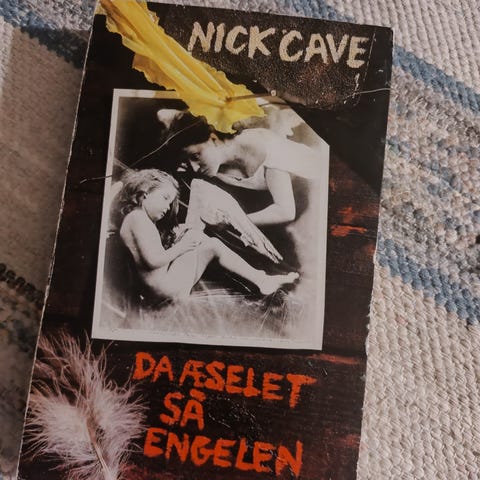 NICK CAVE
DA ÆSELET
SÅ
ENGELEN